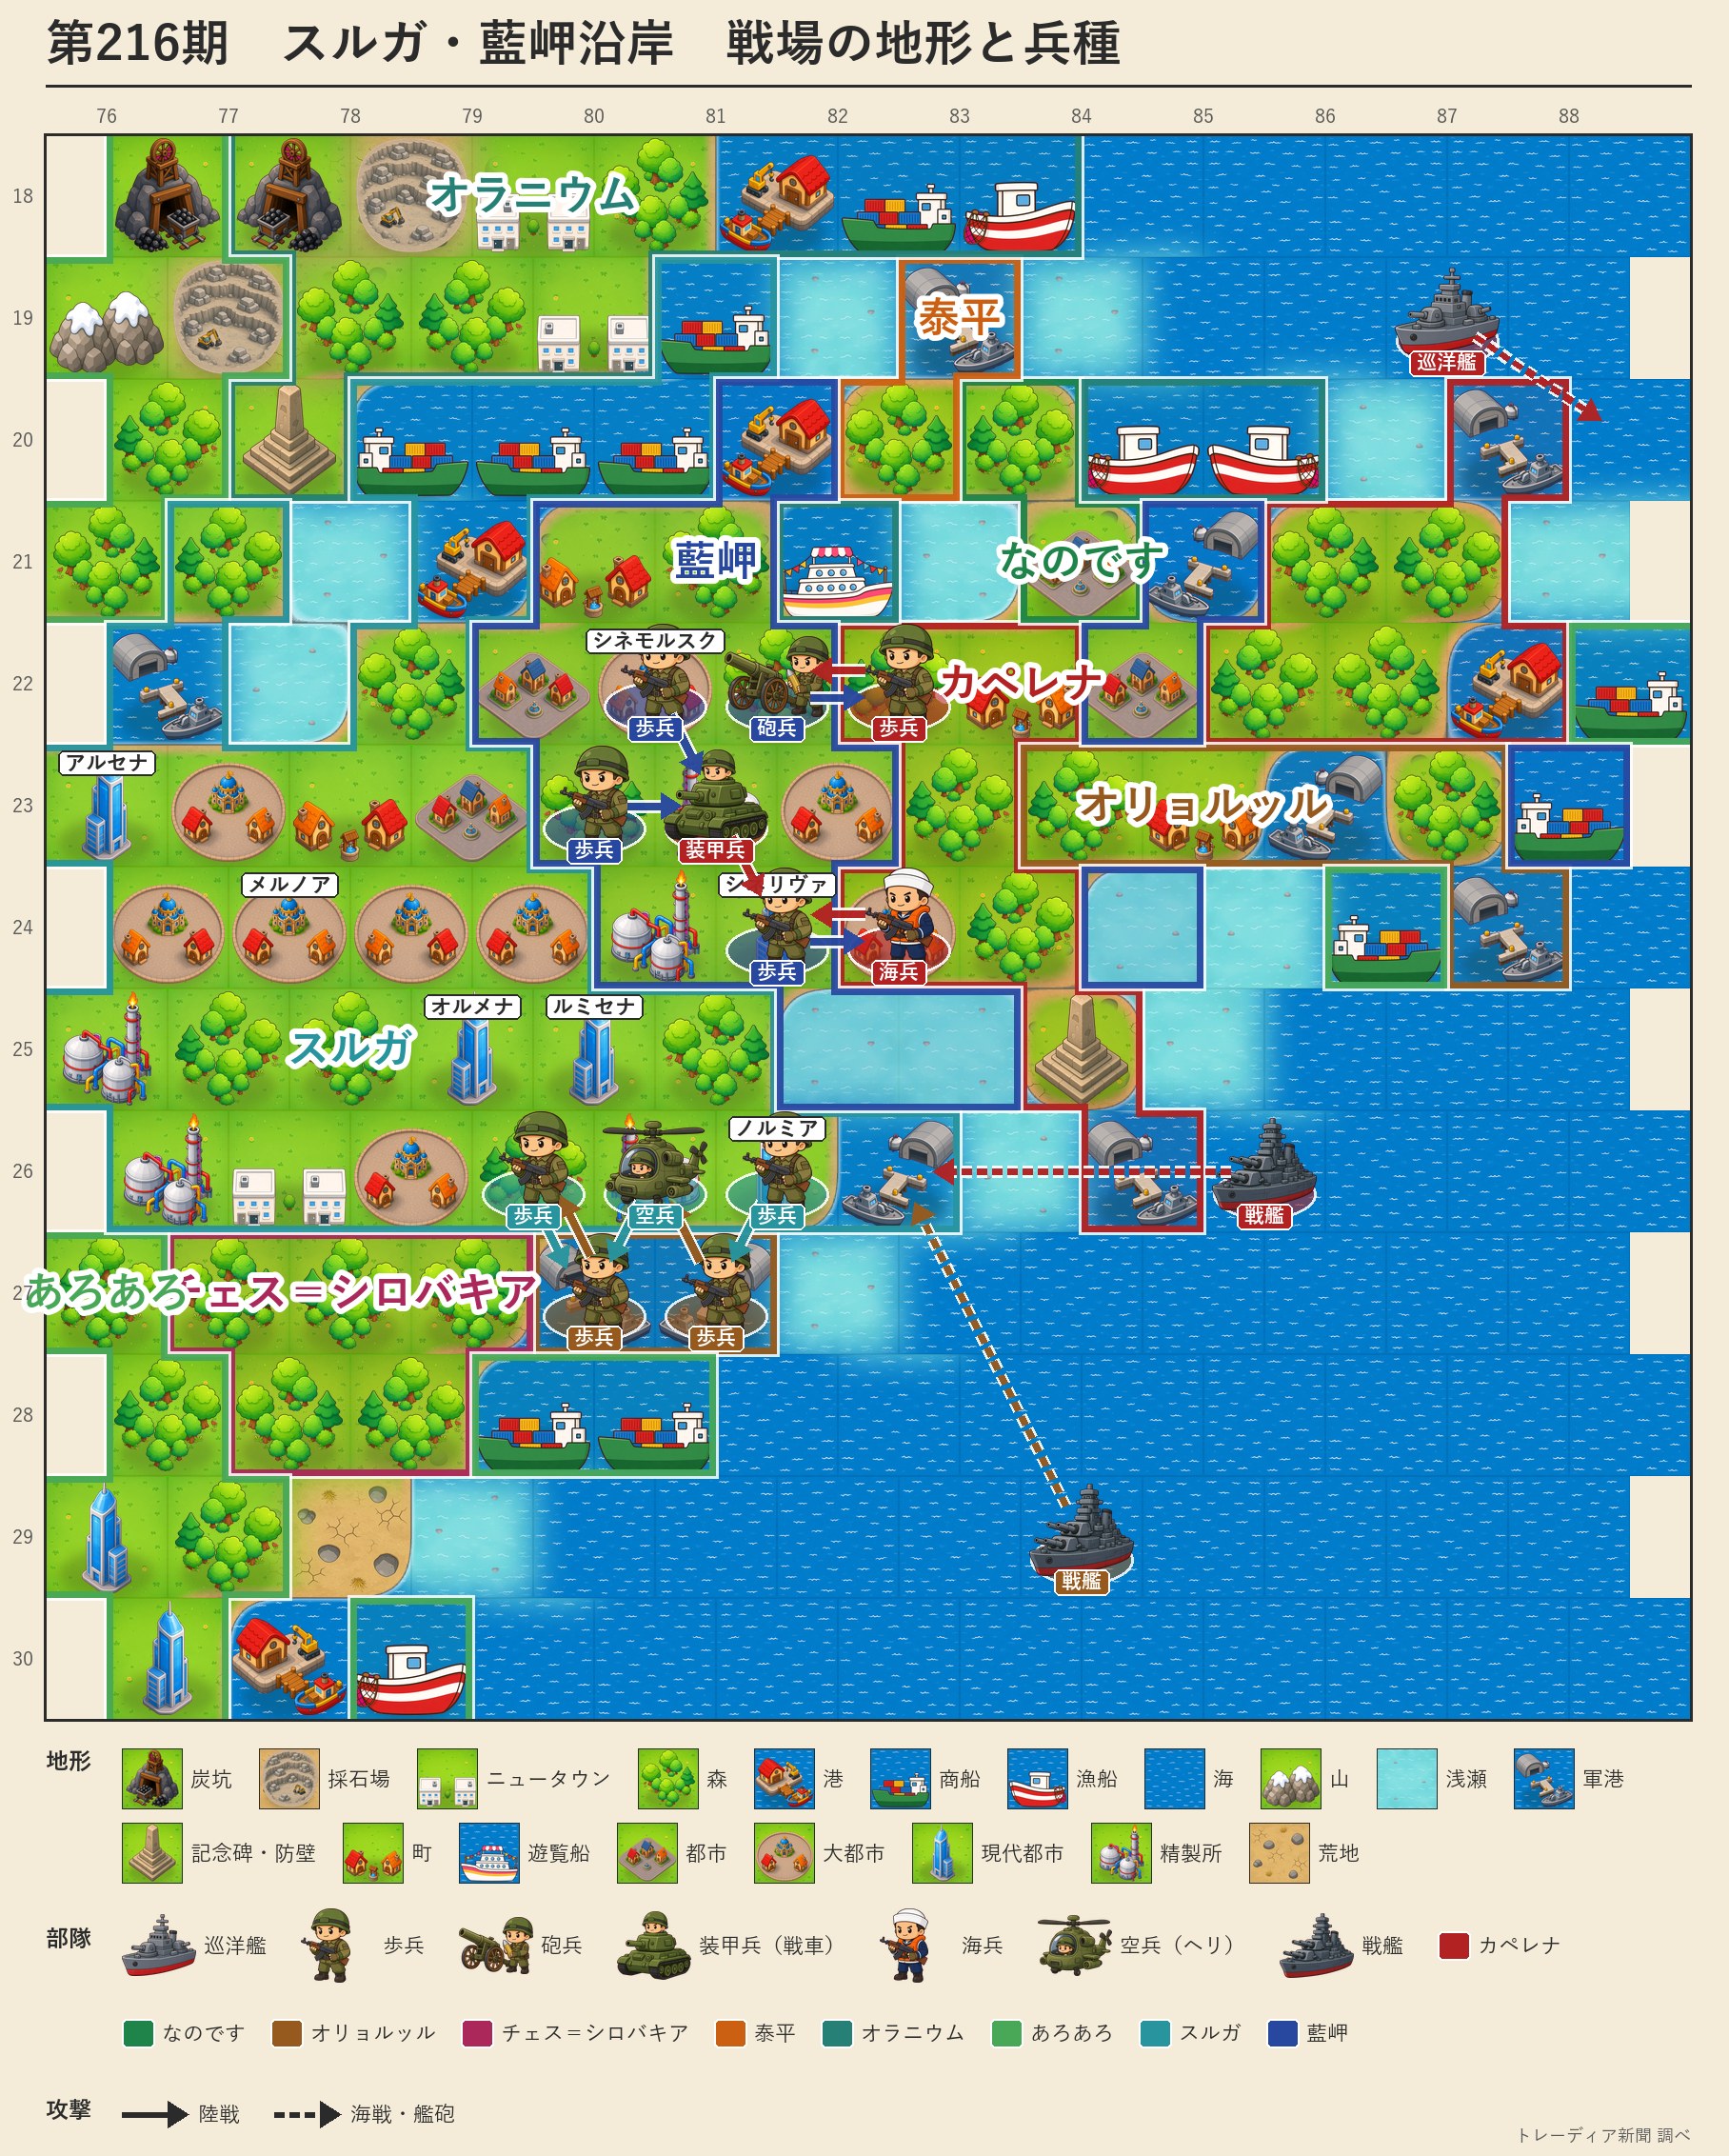 第216期　スルガ・藍岬沿岸　戦場の地形と兵種
76 77 78 79 80 81 82 83 84 85 86 87 88
18
オラニウム
19
泰平
巡洋艦
20
21
藍岬
なのです
シネモルスク
22
カペレナ
歩兵 砲兵 歩兵
アルセナ
23
オリョルッル
歩兵 装甲兵
メルノア
24
歩兵 海兵
オルメナ ルミセナ
25
スルガ
ノルミア
26
歩兵 空兵 歩兵 戦艦
あろあろ
ェス＝シロバキア
歩兵 歩兵
28
29
戦艦
30
地形 炭坑 採石場 ニュータウン 森 港 商船 漁船 海 山 浅瀬 軍港
記念碑・防壁 町 遊覧船 都市 大都市 現代都市 精製所 荒地
部隊 巡洋艦 歩兵 砲兵 装甲兵（戦車） 海兵 空兵（ヘリ） 戦艦 カペレナ
なのです オリョルッル チェス＝シロバキア 泰平 オラニウム あろあろ スルガ 藍岬
攻撃 陸戦 海戦・艦砲
トレーディア新聞 調べ